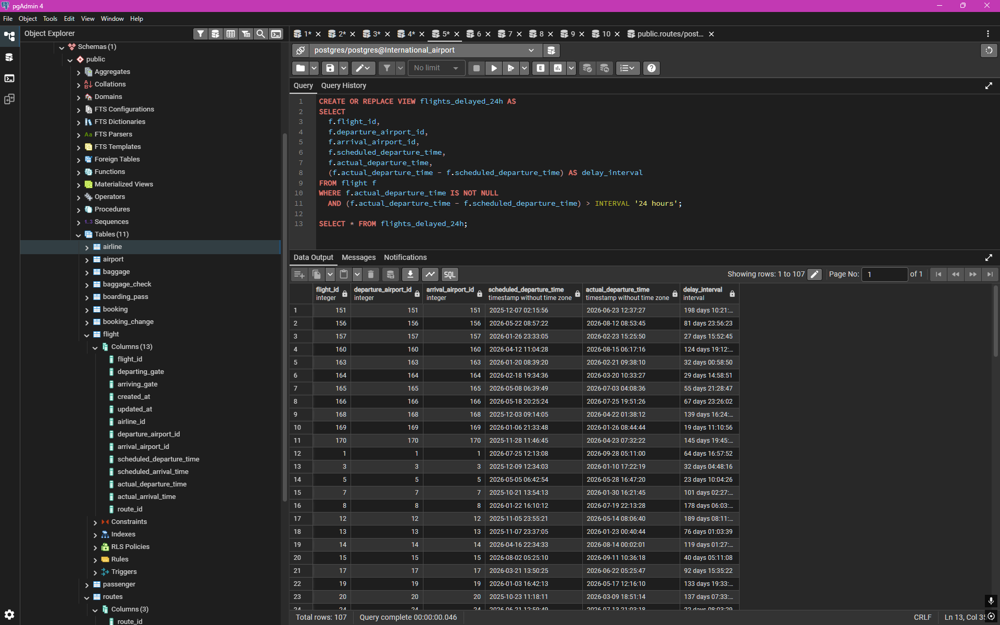 pgAdmin 4
File Object Tools Edit View Window Help
Object Explorer
Schemas (1)
public
Aggregates
Collations
Domains
FTS Configurations
FTS Dictionaries
Aa FTS Parsers
FTS Templates
Foreign Tables
Functions
Materialized Views
Operators
Procedures
1..3 Sequences
Tables (11)
airline
airport
baggage
baggage_check
boarding_pass
booking
booking_change
flight
Columns (13)
flight_id
departing_gate
arriving_gate
created_at
updated_at
airline_id
departure_airport_id
arrival_airport_id
scheduled_departure_time
scheduled_arrival_time
actual_departure_time
actual_arrival_time
route_id
Constraints
Indexes
RLS Policies
Rules
Triggers
passenger
routes
Columns (3)
route_id
1* 2* 3* 4* 5* 6 7 8 9 10 public.routes/post...
postgres/postgres@International_airport
No limit
Query Query History
1 CREATE OR REPLACE VIEW flights_delayed_24h AS
2 SELECT
3 f.flight_id,
4 f.departure_airport_id,
5 f.arrival_airport_id,
6 f.scheduled_departure_time,
7 f.actual_departure_time,
8 (f.actual_departure_time - f.scheduled_departure_time) AS delay_interval
9 FROM flight f
10 WHERE f.actual_departure_time IS NOT NULL
11 AND (f.actual_departure_time - f.scheduled_departure_time) > INTERVAL '24 hours';
12
13 SELECT * FROM flights_delayed_24h;
Data Output Messages Notifications
SQL Showing rows: 1 to 107 Page No: 1 of 1
flight_id departure_airport_id arrival_airport_id scheduled_departure_time actual_departure_time delay_interval
integer integer integer timestamp without time zone timestamp without time zone interval
1 151 151 151 2025-12-07 02:15:56 2026-06-23 12:37:27 198 days 10:21:...
2 156 156 156 2026-05-22 08:57:22 2026-08-12 08:53:45 81 days 23:56:23
3 157 157 157 2026-01-26 23:33:05 2026-02-23 15:25:50 27 days 15:52:45
4 160 160 160 2026-04-12 11:04:28 2026-08-15 06:17:16 124 days 19:12:...
5 163 163 163 2026-01-20 08:39:20 2026-02-21 09:38:10 32 days 00:58:50
6 164 164 164 2026-02-18 19:34:36 2026-03-20 10:33:27 29 days 14:58:51
7 165 165 165 2026-05-08 06:39:49 2026-07-03 04:08:36 55 days 21:28:47
8 166 166 166 2026-05-18 20:25:24 2026-07-25 19:51:26 67 days 23:26:02
9 168 168 168 2025-12-03 09:14:05 2026-04-22 01:38:12 139 days 16:24:...
10 169 169 169 2026-01-06 21:33:48 2026-01-26 08:44:44 19 days 11:10:56
11 170 170 170 2025-11-28 11:46:45 2026-04-23 07:32:22 145 days 19:45:...
12 1 1 1 2026-07-25 12:13:08 2026-09-28 05:11:00 64 days 16:57:52
13 3 3 3 2025-12-09 12:34:03 2026-01-10 17:22:19 32 days 04:48:16
14 5 5 5 2026-05-05 06:42:54 2026-05-28 16:47:20 23 days 10:04:26
15 7 7 7 2025-10-21 13:54:13 2026-01-30 16:21:45 101 days 02:27:...
16 8 8 8 2026-01-22 16:10:12 2026-07-19 22:13:28 178 days 06:03:...
17 12 12 12 2025-11-05 23:55:21 2026-05-14 08:06:40 189 days 08:11:...
18 13 13 13 2025-11-07 23:37:05 2026-01-23 00:40:44 76 days 01:03:39
19 14 14 14 2026-04-16 22:34:33 2026-08-14 00:02:01 119 days 01:27:...
20 15 15 15 2026-08-02 05:25:10 2026-09-11 10:36:18 40 days 05:11:08
21 17 17 17 2026-03-21 13:50:25 2026-06-22 05:25:47 92 days 15:35:22
22 19 19 19 2026-01-03 16:42:13 2026-05-17 12:16:10 133 days 19:33:...
23 20 20 20 2025-10-23 11:18:11 2026-03-09 18:51:14 137 days 07:33:...
24 24 24 24 2026-06-21 12:59:49 2026-07-13 21:03:18 22 days 08:03:29
Total rows: 107 Query complete 00:00:00.046 CRLF Ln 13, Col 35